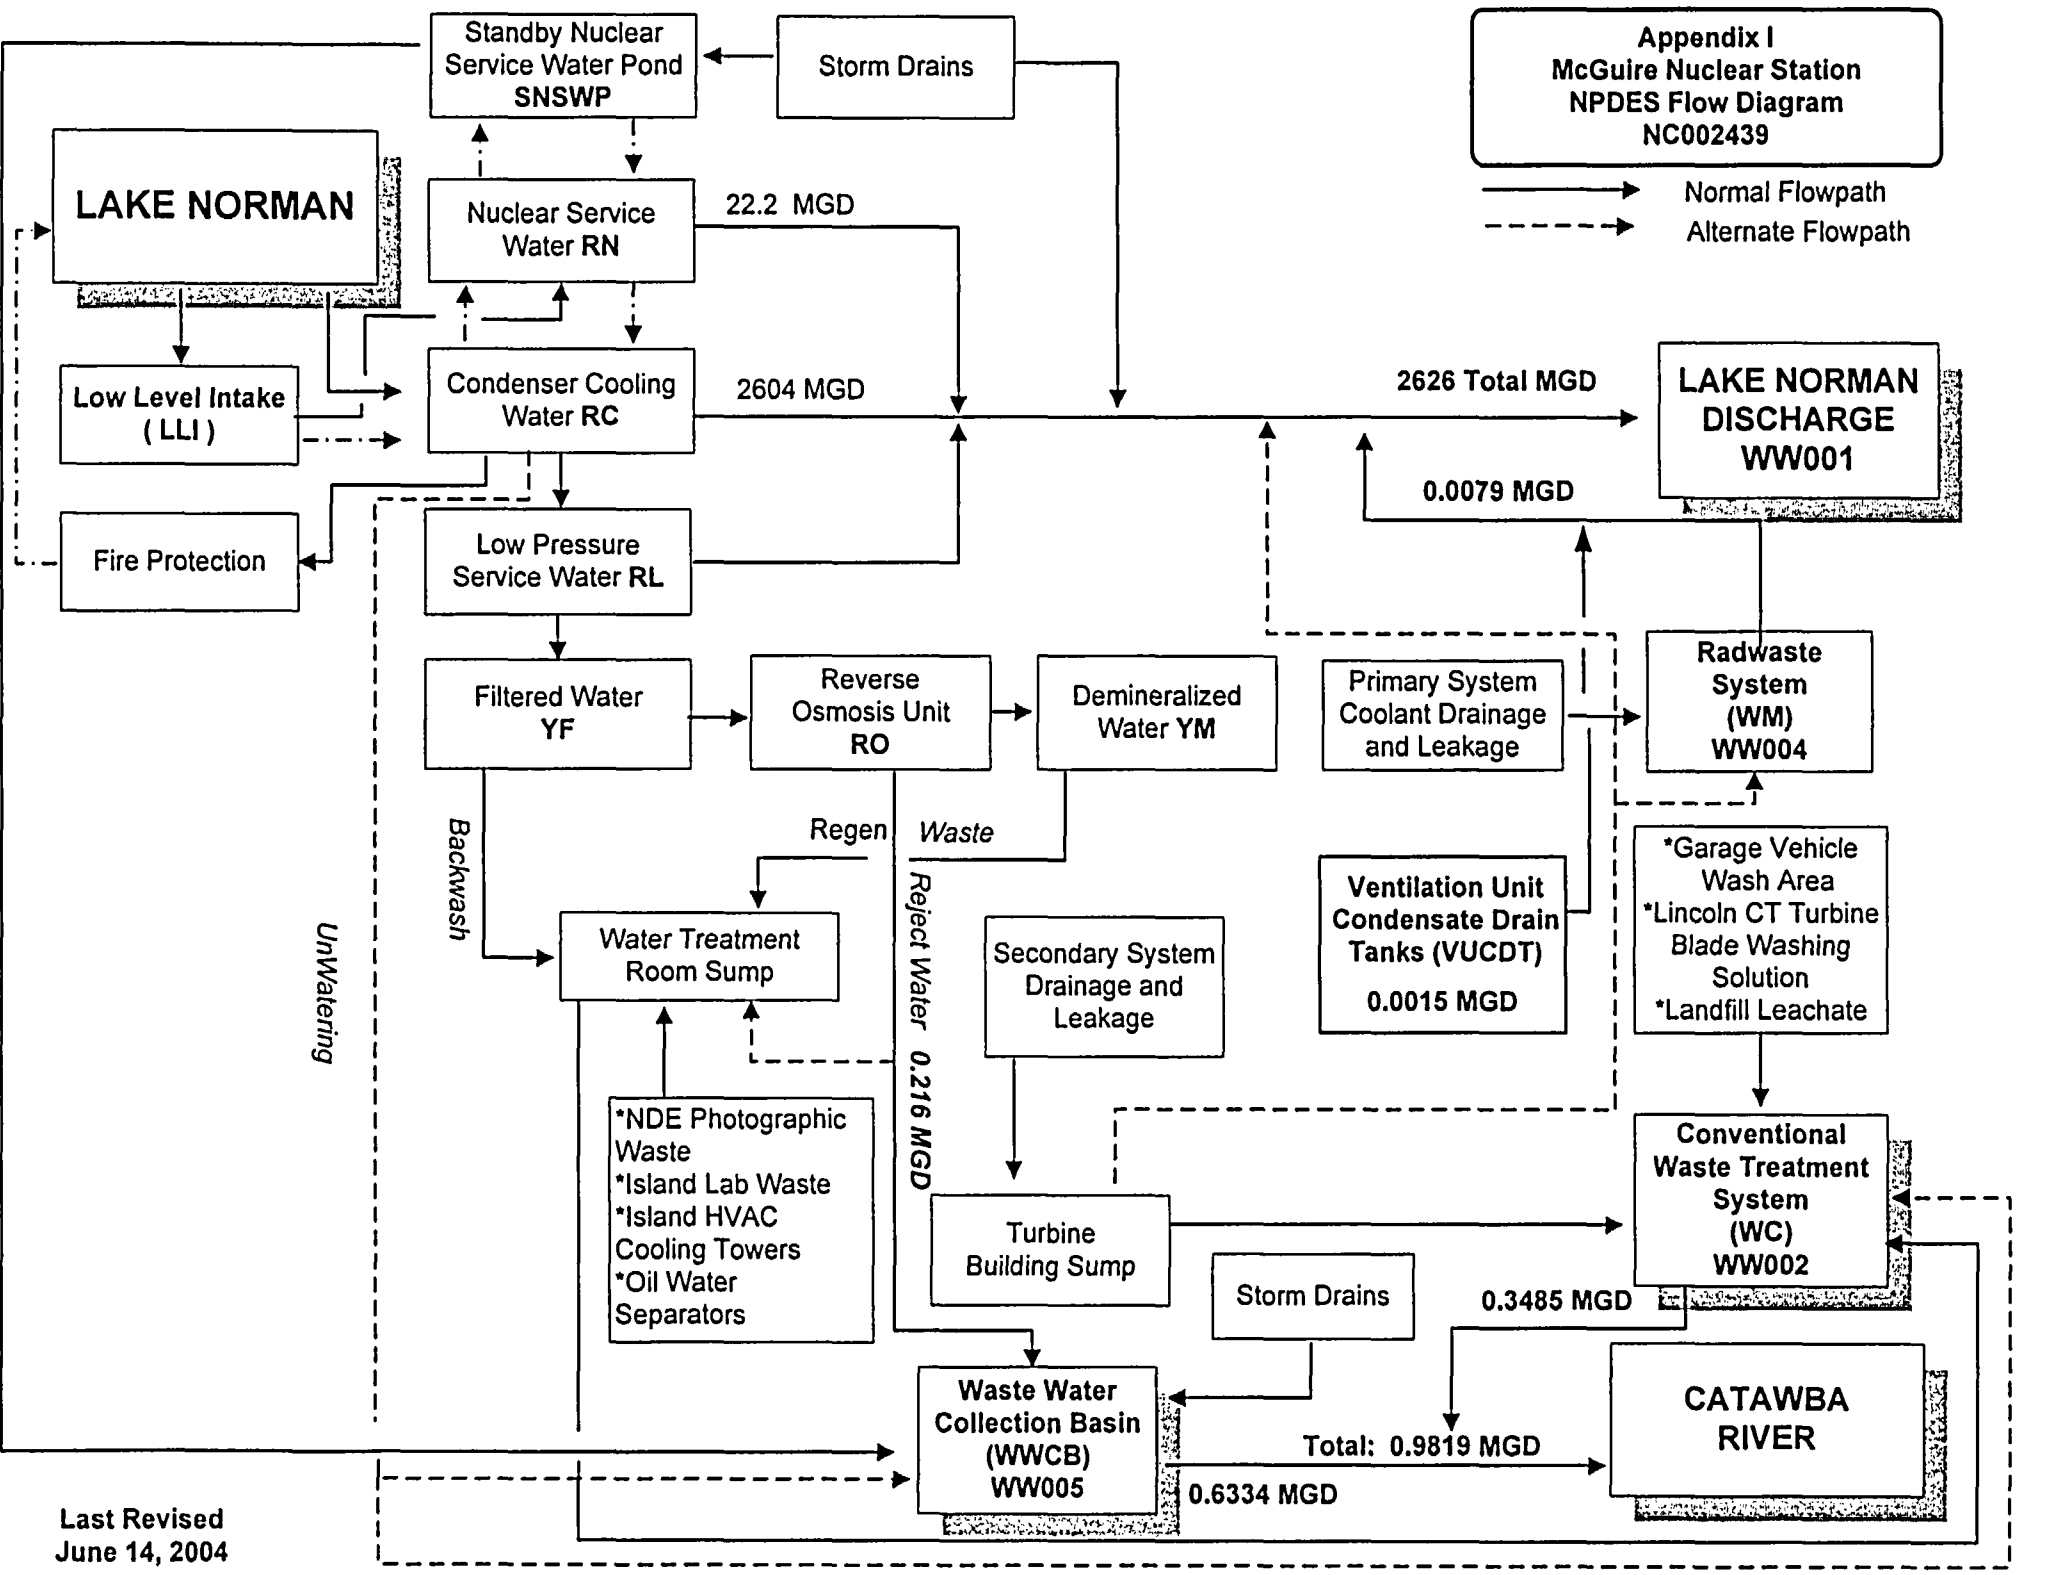 Appendix I
McGuire Nuclear Station
NPDES Flow Diagram
NC002439
Normal Flowpath
Alternate Flowpath
Standby Nuclear
Service Water Pond
SNSWP
Storm Drains
LAKE NORMAN
Nuclear Service
Water RN
22.2 MGD
Low Level Intake
( LLI )
Condenser Cooling
Water RC
2604 MGD
2626 Total MGD
LAKE NORMAN
DISCHARGE
WW001
0.0079 MGD
Fire Protection
Low Pressure
Service Water RL
Filtered Water
YF
Reverse
Osmosis Unit
RO
Demineralized
Water YM
Primary System
Coolant Drainage
and Leakage
Radwaste
System
(WM)
WW004
Backwash
Regen Waste
Reject Water 0.216 MGD
UnWatering
Water Treatment
Room Sump
Secondary System
Drainage and
Leakage
Ventilation Unit
Condensate Drain
Tanks (VUCDT)
0.0015 MGD
*Garage Vehicle
Wash Area
*Lincoln CT Turbine
Blade Washing
Solution
*Landfill Leachate
*NDE Photographic
Waste
*Island Lab Waste
*Island HVAC
Cooling Towers
*Oil Water
Separators
Turbine
Building Sump
Conventional
Waste Treatment
System
(WC)
WW002
Storm Drains
0.3485 MGD
Waste Water
Collection Basin
(WWCB)
WW005
Total: 0.9819 MGD
0.6334 MGD
CATAWBA
RIVER
Last Revised
June 14, 2004